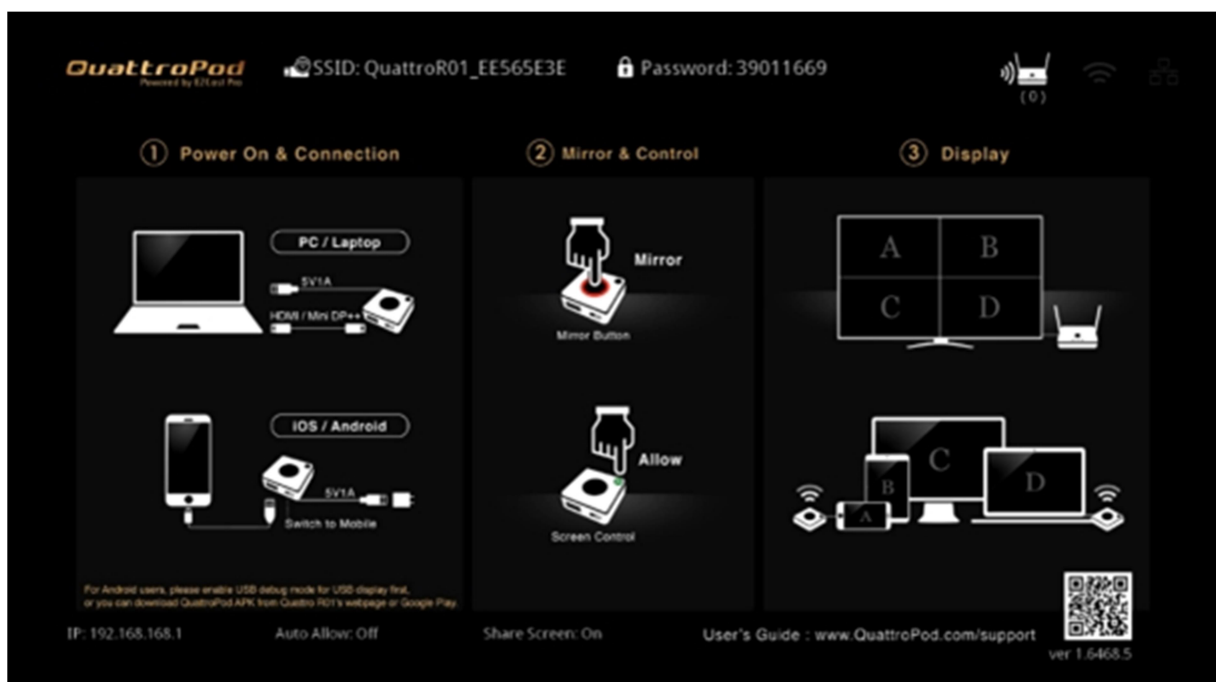 QuattroPod
Powered by EZCast Pro
SSID: QuattroR01_EE565E3E
Password: 39011669
(0)
1 Power On & Connection
2 Mirror & Control
3 Display
PC / Laptop
5V1A
HDMI / Mini DP++
iOS / Android
5V1A
Switch to Mobile
For Android users, please enable USB debug mode for USB display first,
or you can download QuattroPod APK from Quattro R01's webpage or Google Play.
Mirror
Mirror Button
Allow
Screen Control
A B
C D
C
B
D
A
IP: 192.168.168.1
Auto Allow: Off
Share Screen: On
User's Guide : www.QuattroPod.com/support
ver 1.6468.5